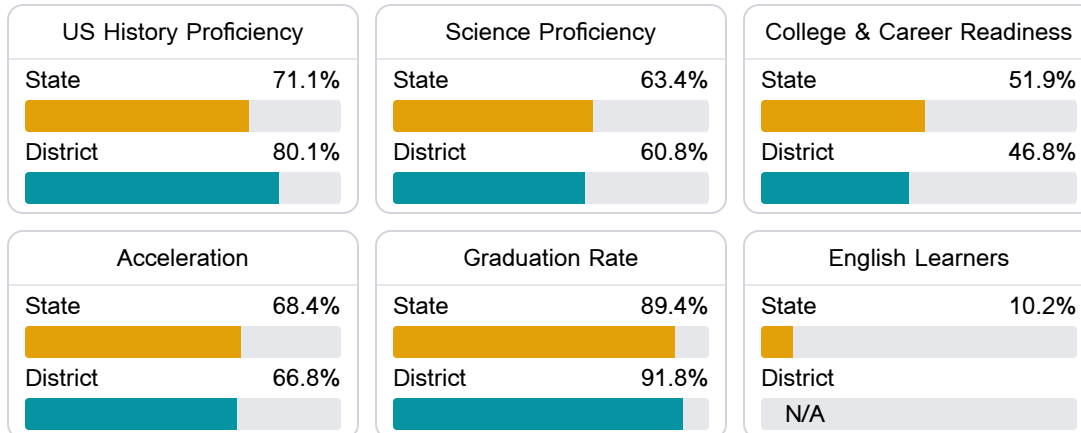 US History Proficiency
State 71.1%
District 80.1%
Science Proficiency
State 63.4%
District 60.8%
College & Career Readiness
State 51.9%
District 46.8%
Acceleration
State 68.4%
District 66.8%
Graduation Rate
State 89.4%
District 91.8%
English Learners
State 10.2%
District
N/A